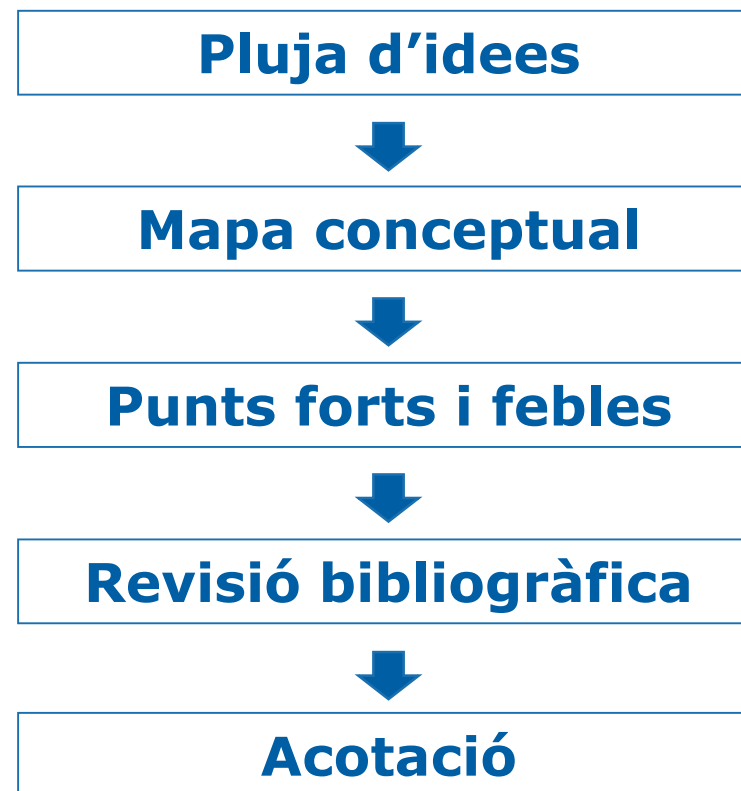 Pluja d’idees
Mapa conceptual
Punts forts i febles
Revisió bibliogràfica
Acotació